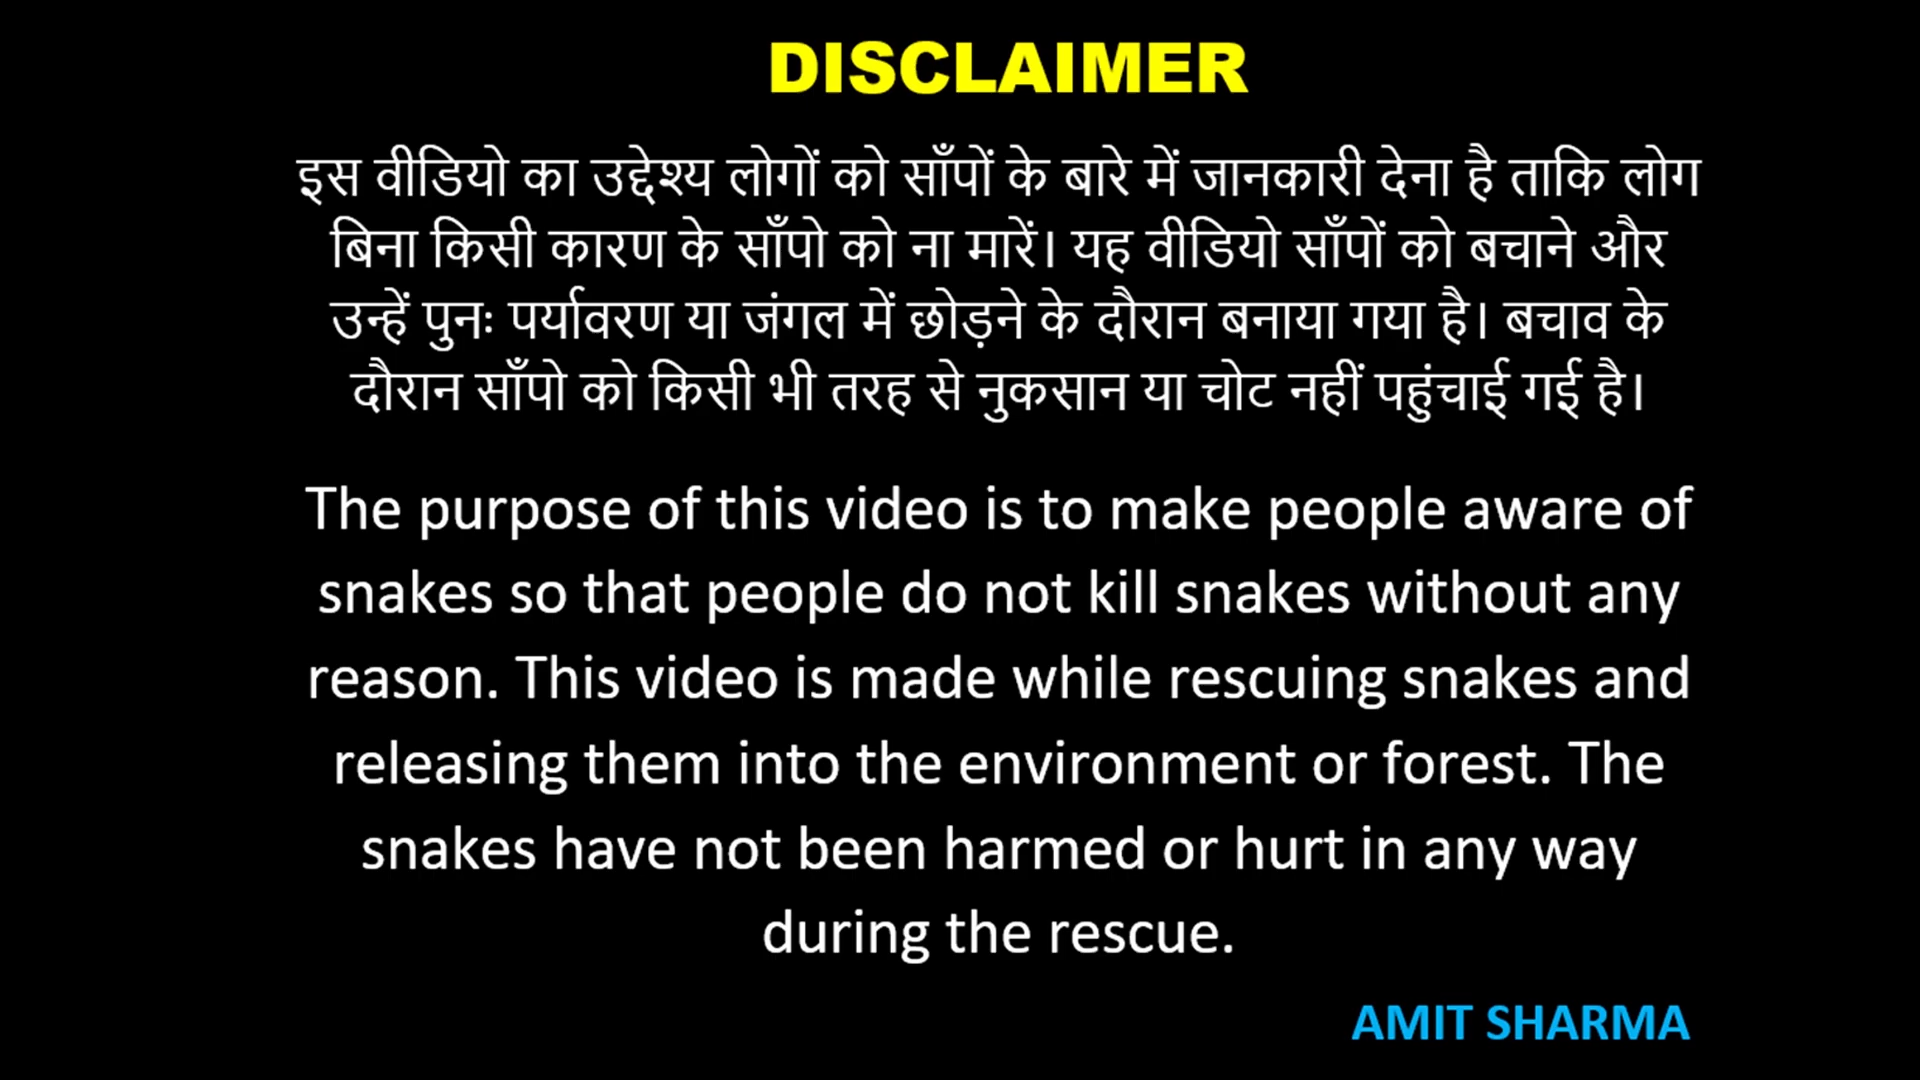 DISCLAIMER
इस वीडियो का उद्देश्य लोगों को साँपों के बारे में जानकारी देना है ताकि लोग
बिना किसी कारण के साँपो को ना मारें। यह वीडियो साँपों को बचाने और
उन्हें पुनः पर्यावरण या जंगल में छोड़ने के दौरान बनाया गया है। बचाव के
दौरान साँपो को किसी भी तरह से नुकसान या चोट नहीं पहुंचाई गई है।
The purpose of this video is to make people aware of
snakes so that people do not kill snakes without any
reason. This video is made while rescuing snakes and
releasing them into the environment or forest. The
snakes have not been harmed or hurt in any way
during the rescue.
AMIT SHARMA